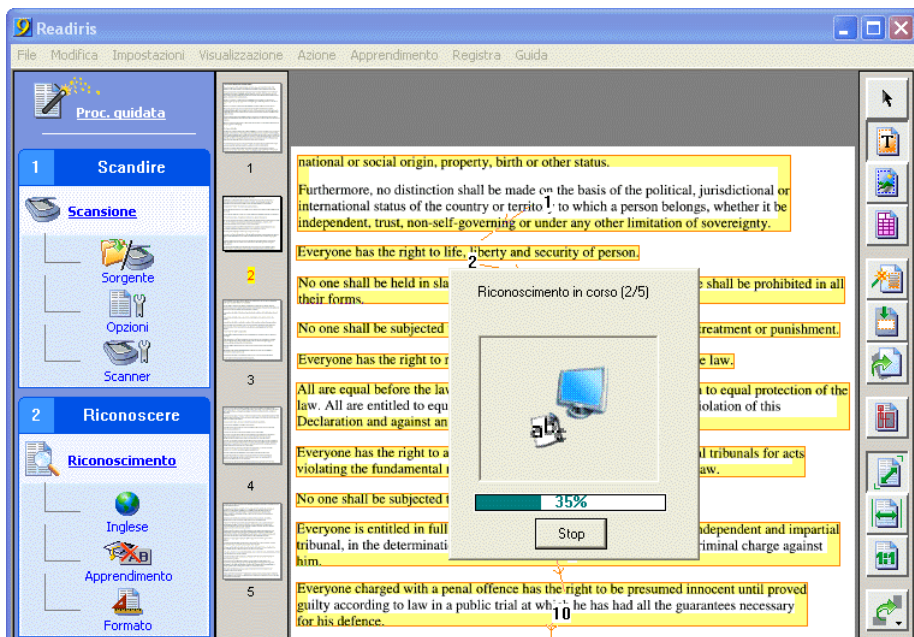 Readiris
File Modifica Impostazioni Visualizzazione Azione Apprendimento Registra Guida
Proc. guidata
1 Scandire
Scansione
Sorgente
Opzioni
Scanner
2 Riconoscere
Riconoscimento
Inglese
Apprendimento
Formato
1
2
3
4
5
national or social origin, property, birth or other status.
Furthermore, no distinction shall be made on the basis of the political, jurisdictional or
international status of the country or territo to which a person belongs, whether it be
independent, trust, non-self-governing or under any other limitation of sovereignty.
1
Everyone has the right to life, liberty and security of person.
2
No one shall be held in sla e shall be prohibited in all
their forms.
No one shall be subjected treatment or punishment.
Everyone has the right to e law.
All are equal before the law n to equal protection of the
law. All are entitled to equ olation of this
Declaration and against an
Everyone has the right to a al tribunals for acts
violating the fundamental aw.
No one shall be subjected
Everyone is entitled in full ndependent and impartial
tribunal, in the determinati riminal charge against
him.
Everyone charged with a penal offence has the right to be presumed innocent until proved
guilty according to law in a public trial at which he has had all the guarantees necessary
for his defence.
10
Riconoscimento in corso (2/5)
35%
Stop
1:1